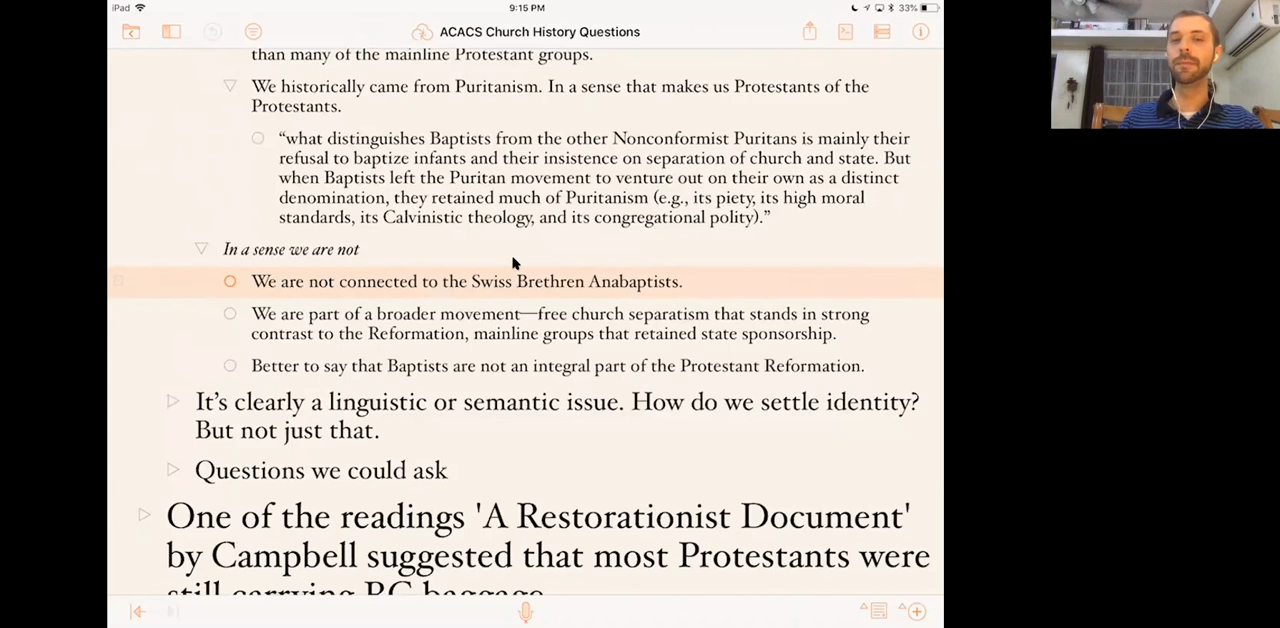 iPad 9:15 PM 33%
ACACS Church History Questions
than many of the mainline Protestant groups.
We historically came from Puritanism. In a sense that makes us Protestants of the
Protestants.
“what distinguishes Baptists from the other Nonconformist Puritans is mainly their
refusal to baptize infants and their insistence on separation of church and state. But
when Baptists left the Puritan movement to venture out on their own as a distinct
denomination, they retained much of Puritanism (e.g., its piety, its high moral
standards, its Calvinistic theology, and its congregational polity).”
In a sense we are not
We are not connected to the Swiss Brethren Anabaptists.
We are part of a broader movement—free church separatism that stands in strong
contrast to the Reformation, mainline groups that retained state sponsorship.
Better to say that Baptists are not an integral part of the Protestant Reformation.
It’s clearly a linguistic or semantic issue. How do we settle identity?
But not just that.
Questions we could ask
One of the readings 'A Restorationist Document'
by Campbell suggested that most Protestants were
still carrying RC baggage